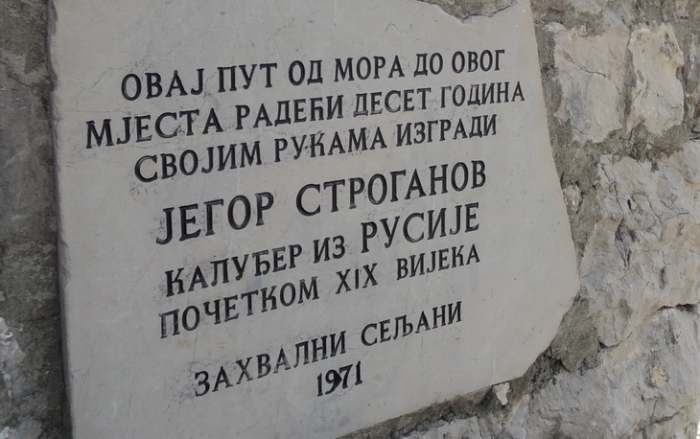 ОВАЈ ПУТ ОД МОРА ДО ОВОГ
МЈЕСТА РАДЕЋИ ДЕСЕТ ГОДИНА
СВОЈИМ РУКАМА ИЗГРАДИ
ЈЕГОР СТРОГАНОВ
КАЛУЂЕР ИЗ РУСИЈЕ
ПОЧЕТКОМ XIX ВИЈЕКА
ЗАХВАЛНИ СЕЉАНИ
1971